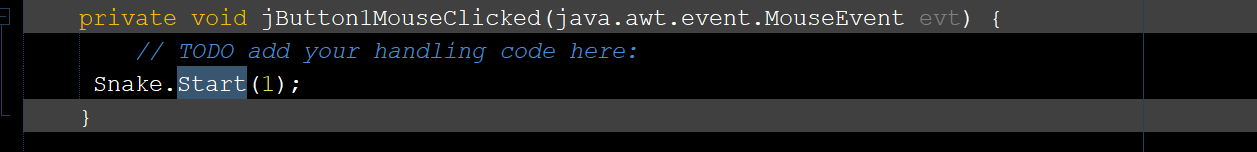 private void jButton1MouseClicked(java.awt.event.MouseEvent evt) {
// TODO add your handling code here:
Snake.Start(1);
}